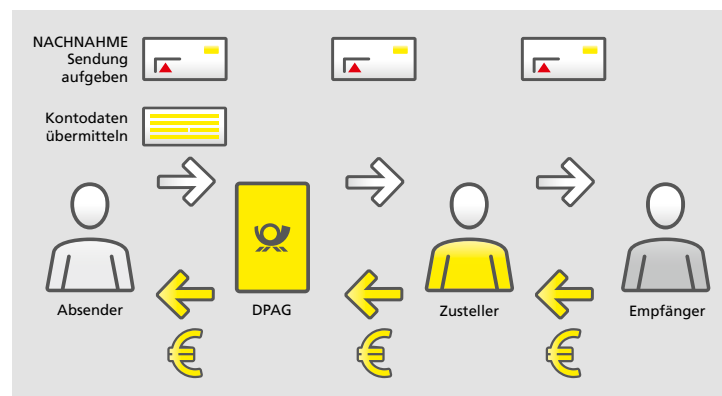 NACHNAHME
Sendung
aufgeben
Kontodaten
übermitteln
Absender
DPAG
Zusteller
Empfänger